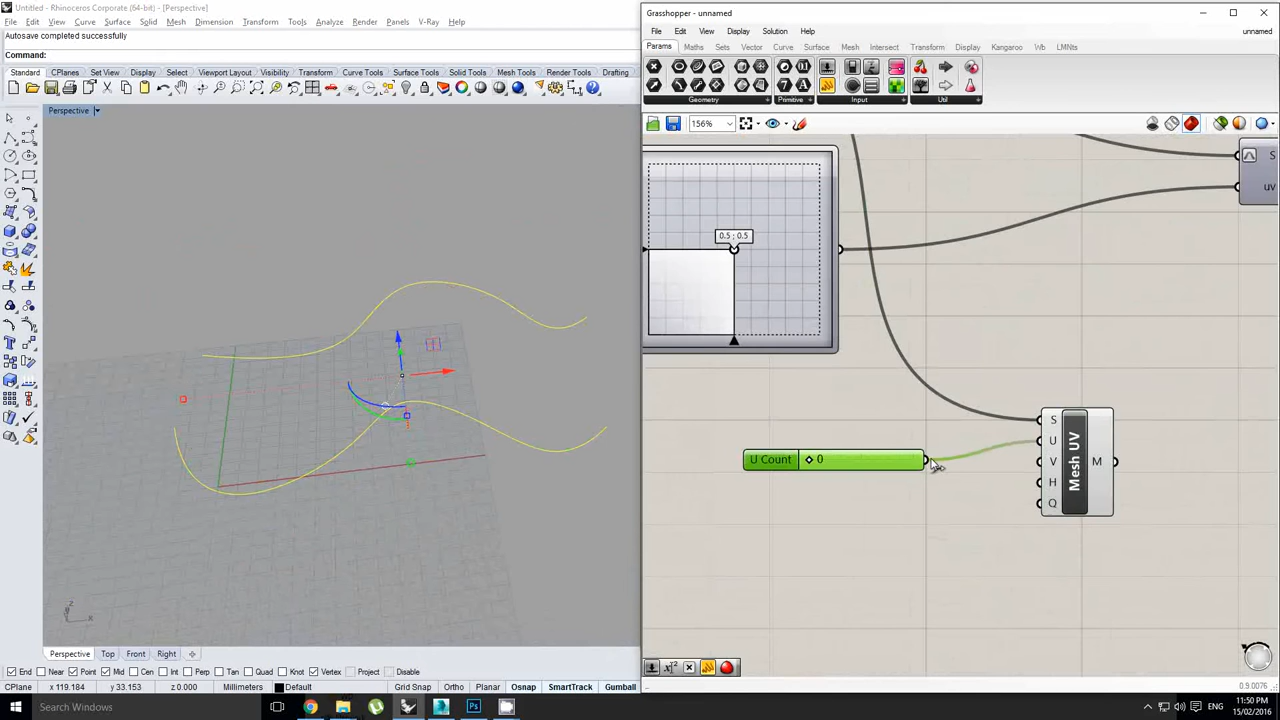 Untitled - Rhinoceros Corporate (64-bit) - [Perspective]
File Edit View Curve Surface Solid Mesh Dimension Transform Tools Analyze Render Panels V-Ray Help
Autosave completed successfully
Command:
Standard CPlanes Set View Display Select Viewport Layout Visibility Transform Curve Tools Surface Tools Solid Tools Mesh Tools Render Tools Drafting
Perspective
z
x
Perspective Top Front Right
End Near Point Mid Cen Int Perp Tan Quad Knot Vertex Project Disable
CPlane x 119.184 y 33.153 z 0.000 Millimeters Default Grid Snap Ortho Planar Osnap SmartTrack Gumball
Grasshopper - unnamed
File Edit View Display Solution Help
unnamed
Params Maths Sets Vector Curve Surface Mesh Intersect Transform Display Kangaroo Wb LMNts
Geometry Primitive Input Util
156%
0.5 ; 0.5
S
uv
U Count 0
S
U
V
H
Q
Mesh UV
M
0.9.0076
Search Windows
ENG
11:50 PM
15/02/2016